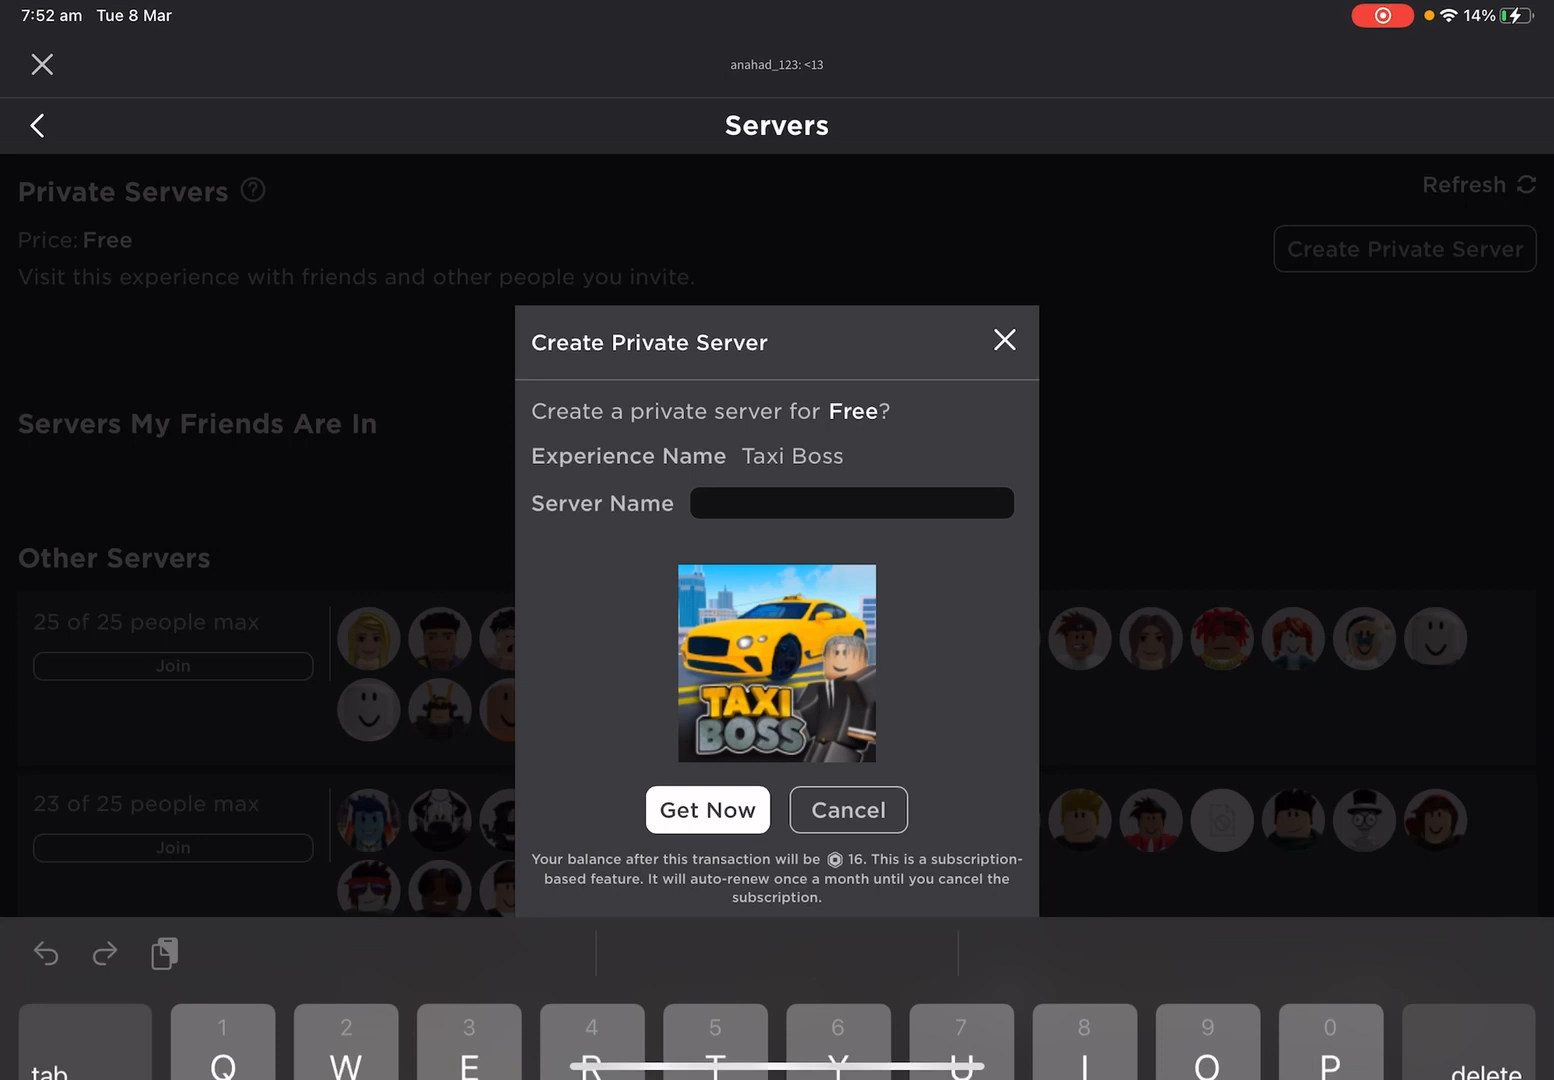 7:52 am Tue 8 Mar
14%
anahad_123: <13
Servers
Private Servers ?
Refresh
Price: Free
Create Private Server
Visit this experience with friends and other people you invite.
Create Private Server
Create a private server for Free?
Servers My Friends Are In
Experience Name Taxi Boss
Server Name
Other Servers
25 of 25 people max
Join
TAXI
BOSS
23 of 25 people max
Join
Get Now
Cancel
Your balance after this transaction will be 16. This is a subscription-
based feature. It will auto-renew once a month until you cancel the
subscription.
1 2 3 4 5 6 7 8 9 0
tab Q W E R T Y U I O P delete